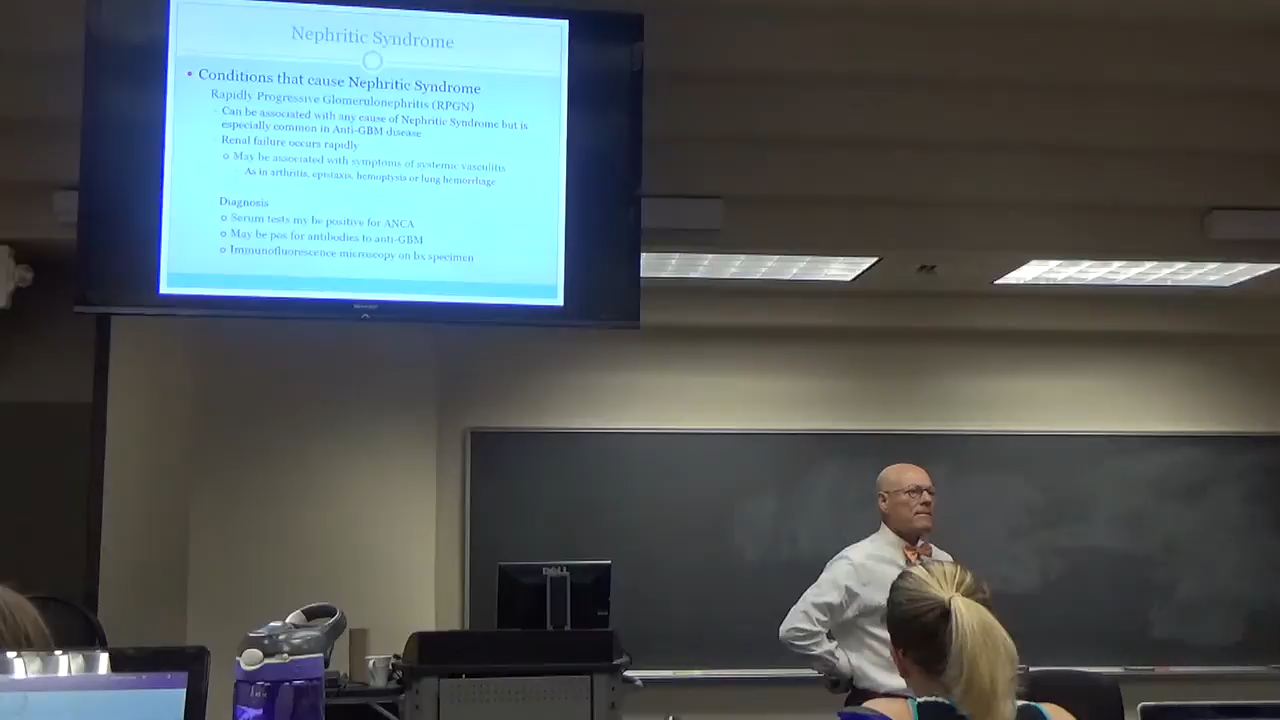 Nephritic Syndrome
• Conditions that cause Nephritic Syndrome
Rapidly Progressive Glomerulonephritis (RPGN)
Can be associated with any cause of Nephritic Syndrome but is
especially common in Anti-GBM disease
Renal failure occurs rapidly
May be associated with symptoms of systemic vasculitis
As in arthritis, epistaxis, hemoptysis or lung hemorrhage
Diagnosis
Serum tests my be positive for ANCA
May be pos for antibodies to anti-GBM
Immunofluorescence microscopy on bx specimen
SHARP
DELL